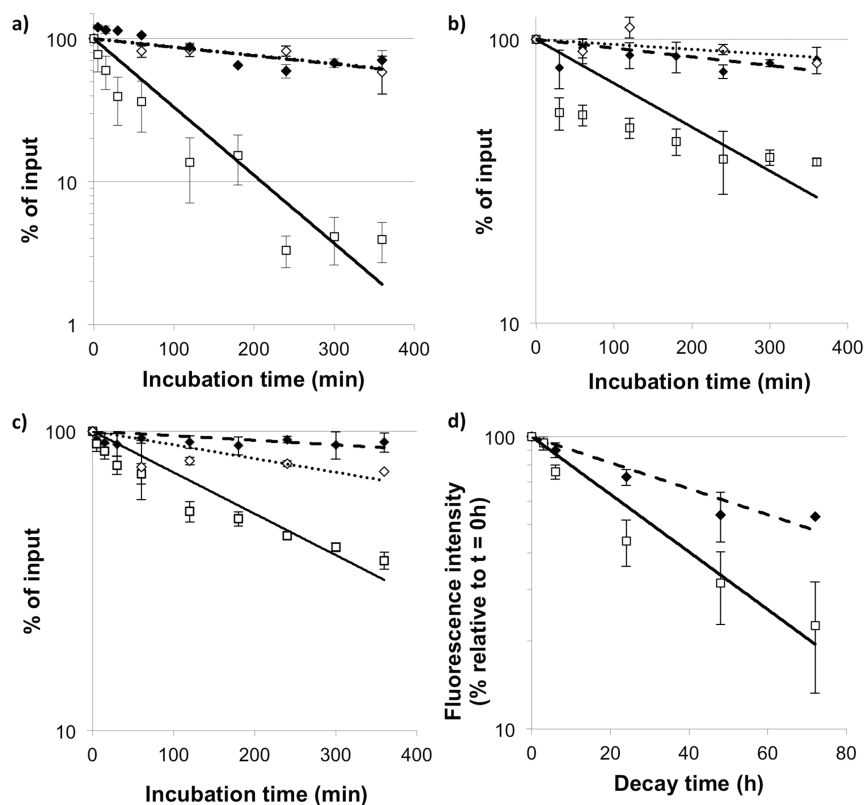 a)
100
10
1
0
100
200
300
400
% of input
Incubation time (min)
b)
100
10
0
100
200
300
400
% of input
Incubation time (min)
c)
100
10
0
100
200
300
400
% of input
Incubation time (min)
d)
100
10
0
20
40
60
80
Fluorescence intensity
(% relative to t = 0h)
Decay time (h)